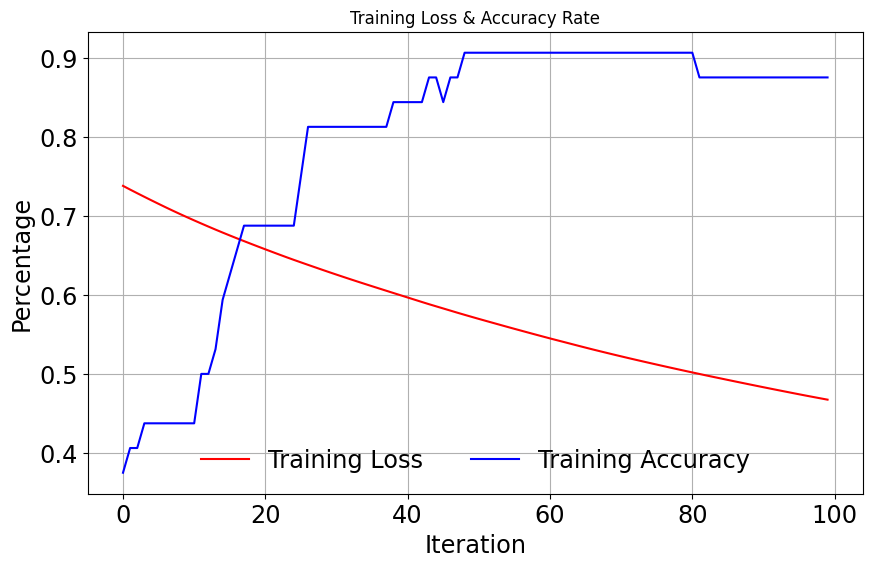 Training Loss & Accuracy Rate
Percentage
0.9
0.8
0.7
0.6
0.5
0.4
Training Loss Training Accuracy
0 20 40 60 80 100
Iteration